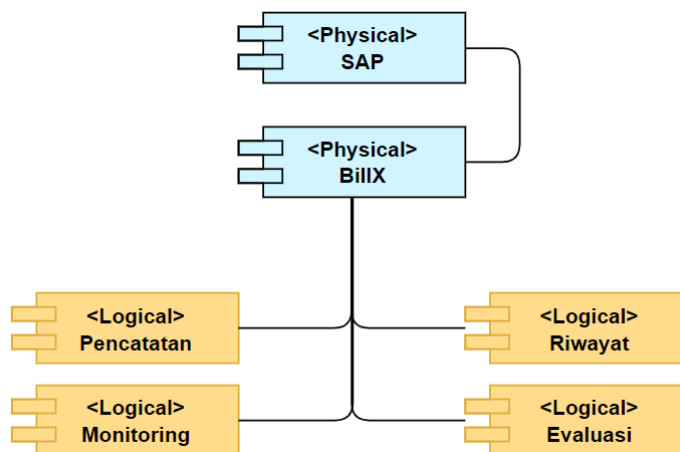 <Physical>
SAP
<Physical>
BillX
<Logical>
Pencatatan
<Logical>
Riwayat
<Logical>
Monitoring
<Logical>
Evaluasi